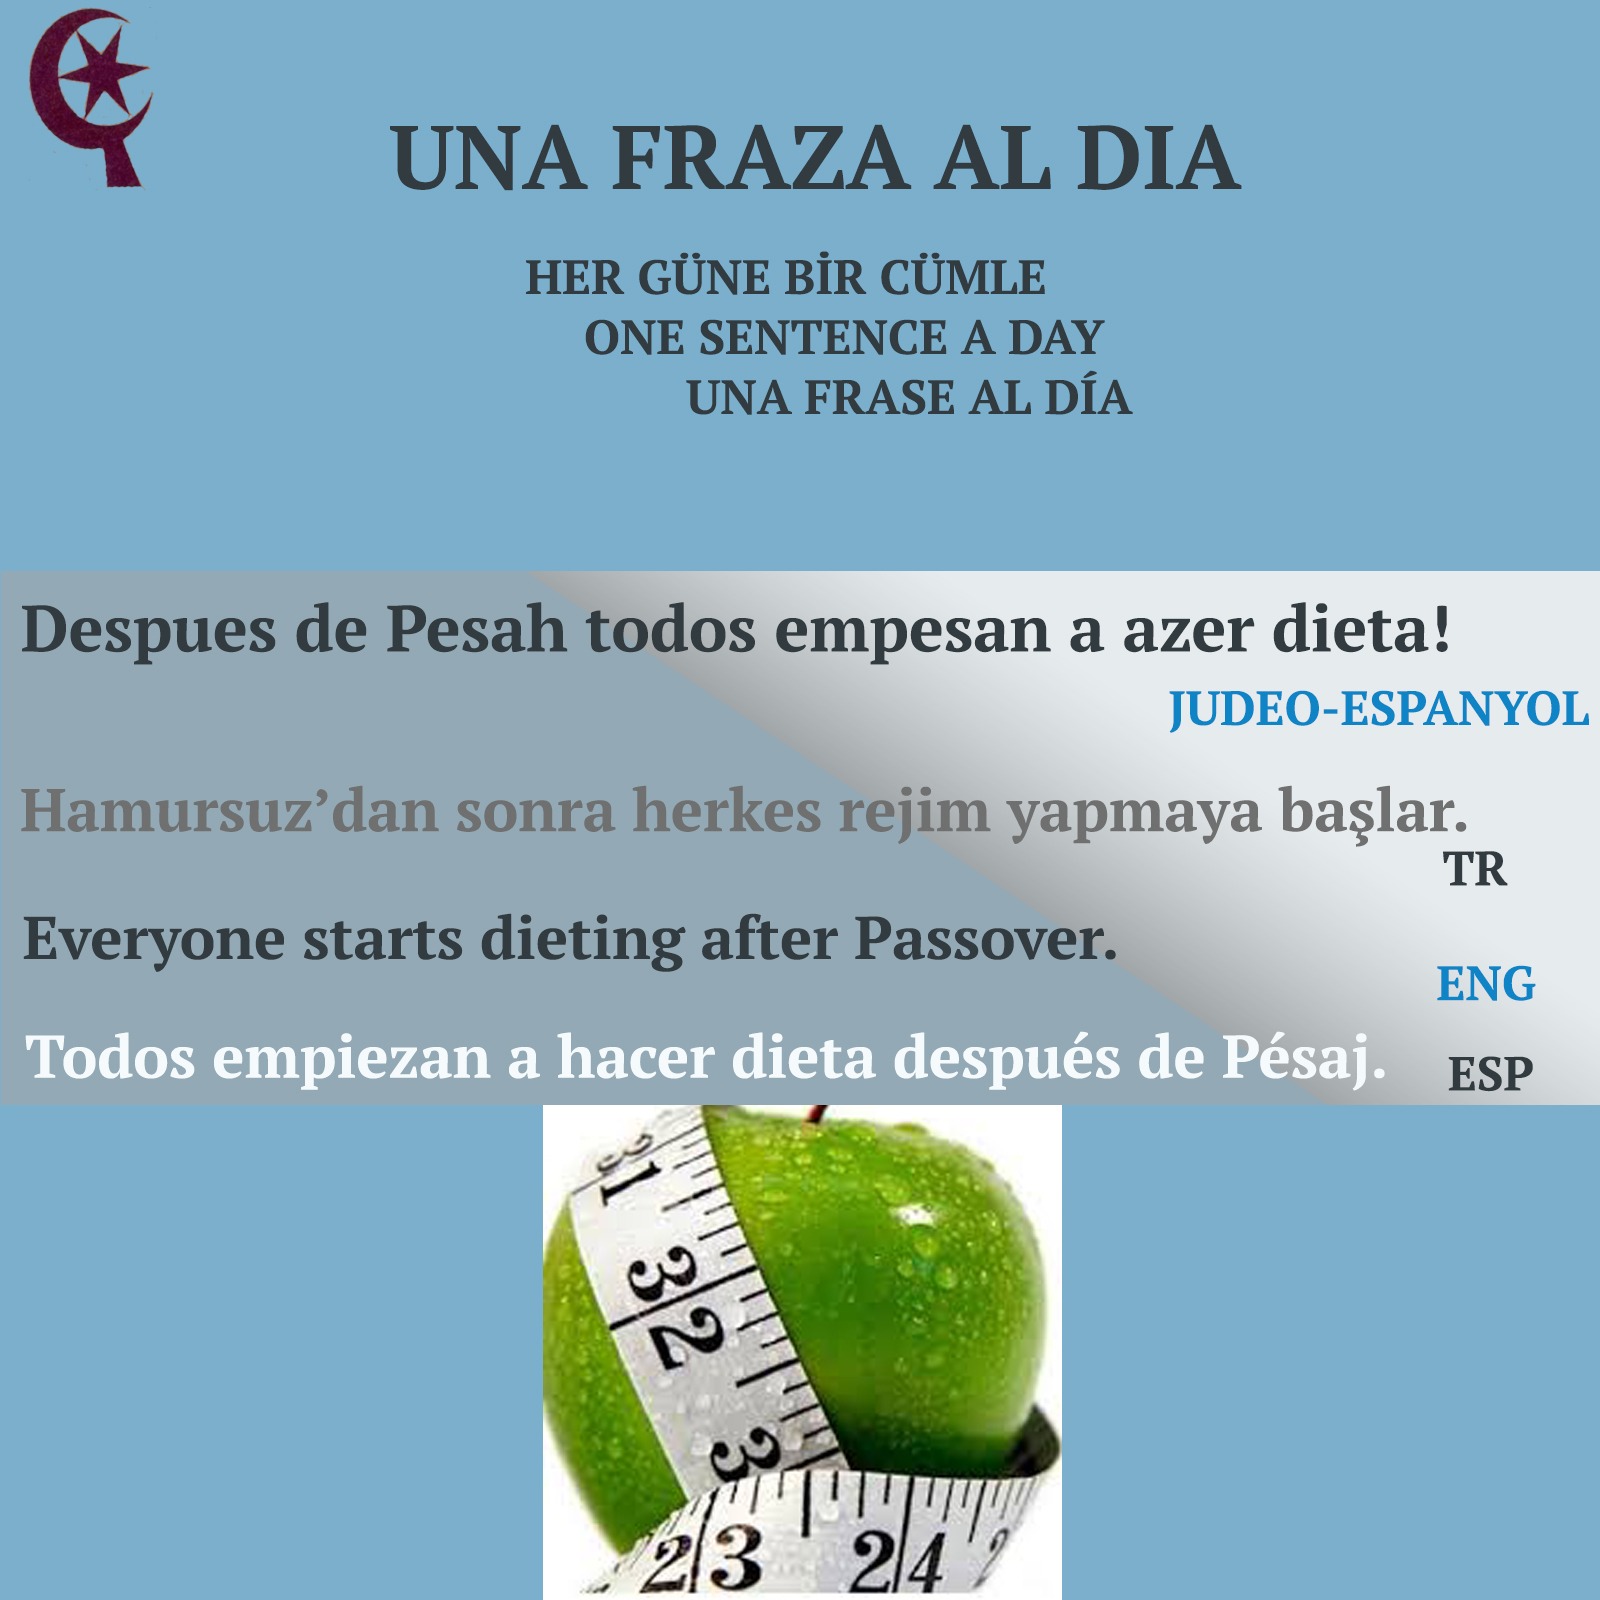 UNA FRAZA AL DIA
HER GÜNE BİR CÜMLE
ONE SENTENCE A DAY
UNA FRASE AL DÍA
Despues de Pesah todos empesan a azer dieta!
JUDEO-ESPANYOL
Hamursuz’dan sonra herkes rejim yapmaya başlar.
TR
Everyone starts dieting after Passover.
ENG
Todos empiezan a hacer dieta después de Pésaj.
ESP
31
32
3
23 24